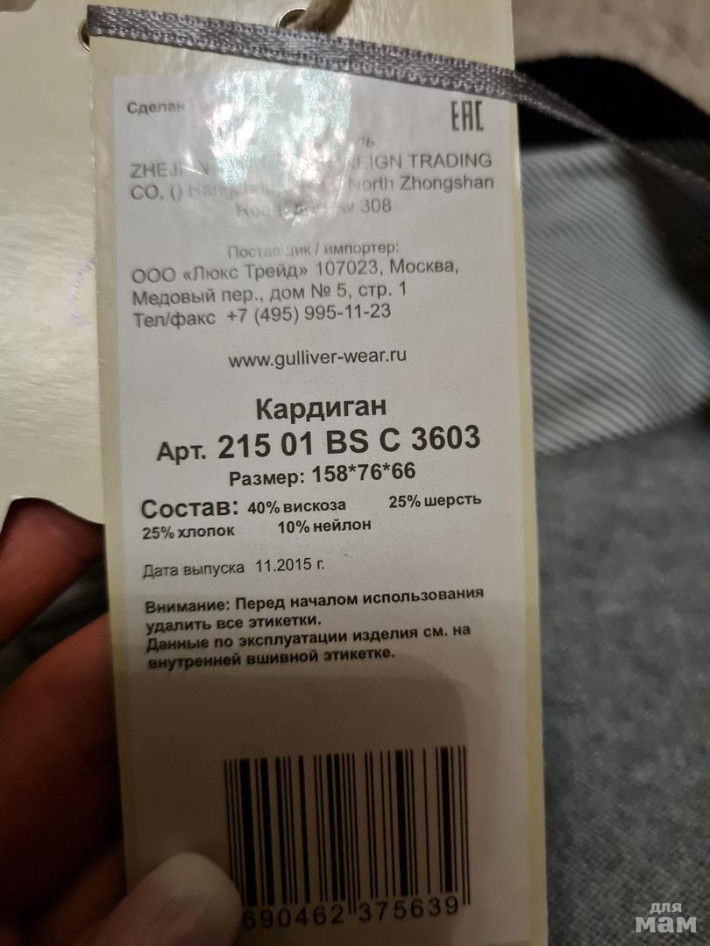 Сделан
EAC
CO, () North Zhongshan
308
Поставщик / импортер:
ООО «Люкс Трейд» 107023, Москва,
Медовый пер., дом № 5, стр. 1
Тел/факс +7 (495) 995-11-23
www.gulliver-wear.ru
Кардиган
Арт. 215 01 BS C 3603
Размер: 158*76*66
Состав: 40% вискоза 25% шерсть
25% хлопок 10% нейлон
Дата выпуска 11.2015 г.
Внимание: Перед началом использования
удалить все этикетки.
Данные по эксплуатации изделия см. на
внутренней вшивной этикетке.
690462 375639
для
мам